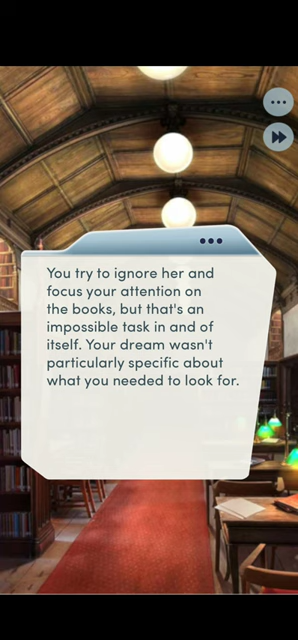 You try to ignore her and
focus your attention on
the books, but that's an
impossible task in and of
itself. Your dream wasn't
particularly specific about
what you needed to look for.